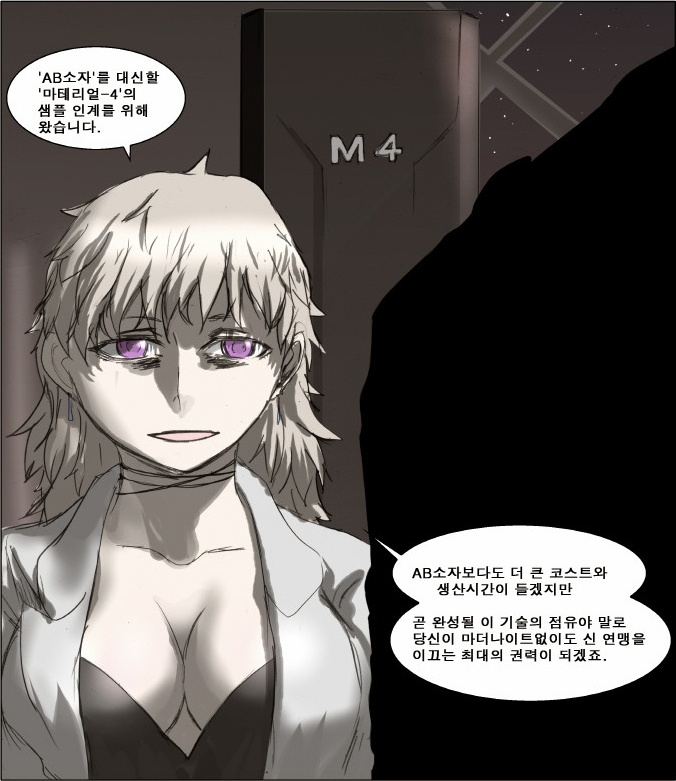 'AB소자'를 대신할
'마테리얼-4'의
샘플 인계를 위해
왔습니다.
M4
AB소자보다도 더 큰 코스트와
생산시간이 들겠지만
곧 완성될 이 기술의 점유야 말로
당신이 마더나이트없이도 신 연맹을
이끄는 최대의 권력이 되겠죠.